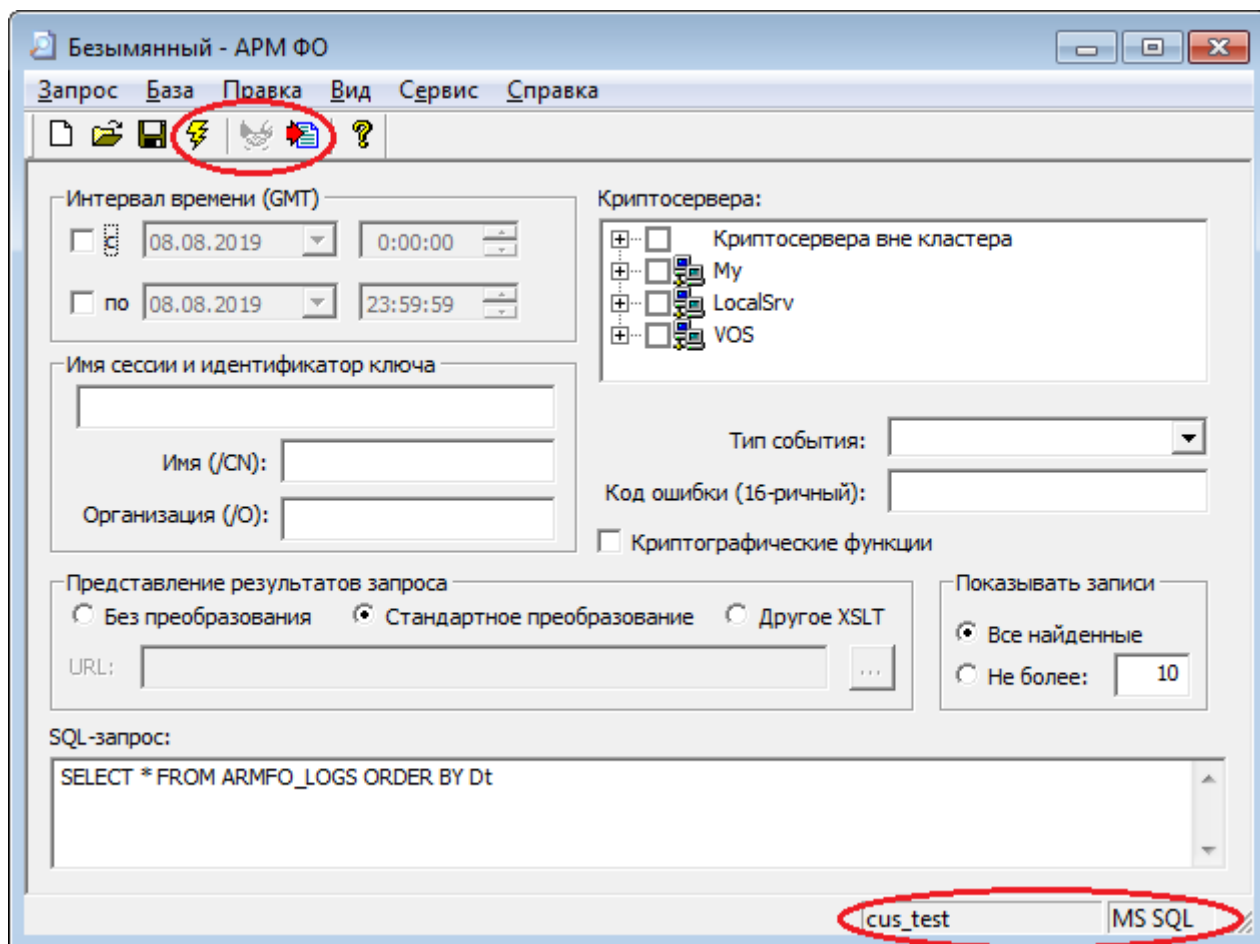 Безымянный - АРМ ФО
Запрос База Правка Вид Сервис Справка
Интервал времени (GMT)
с 08.08.2019 0:00:00
по 08.08.2019 23:59:59
Криптосервера:
Криптосервера вне кластера
My
LocalSrv
VOS
Имя сессии и идентификатор ключа
Имя (/CN):
Организация (/O):
Тип события:
Код ошибки (16-ричный):
Криптографические функции
Представление результатов запроса
Без преобразования Стандартное преобразование Другое XSLT
URL: ...
Показывать записи
Все найденные
Не более: 10
SQL-запрос:
SELECT * FROM ARMFO_LOGS ORDER BY Dt
cus_test MS SQL